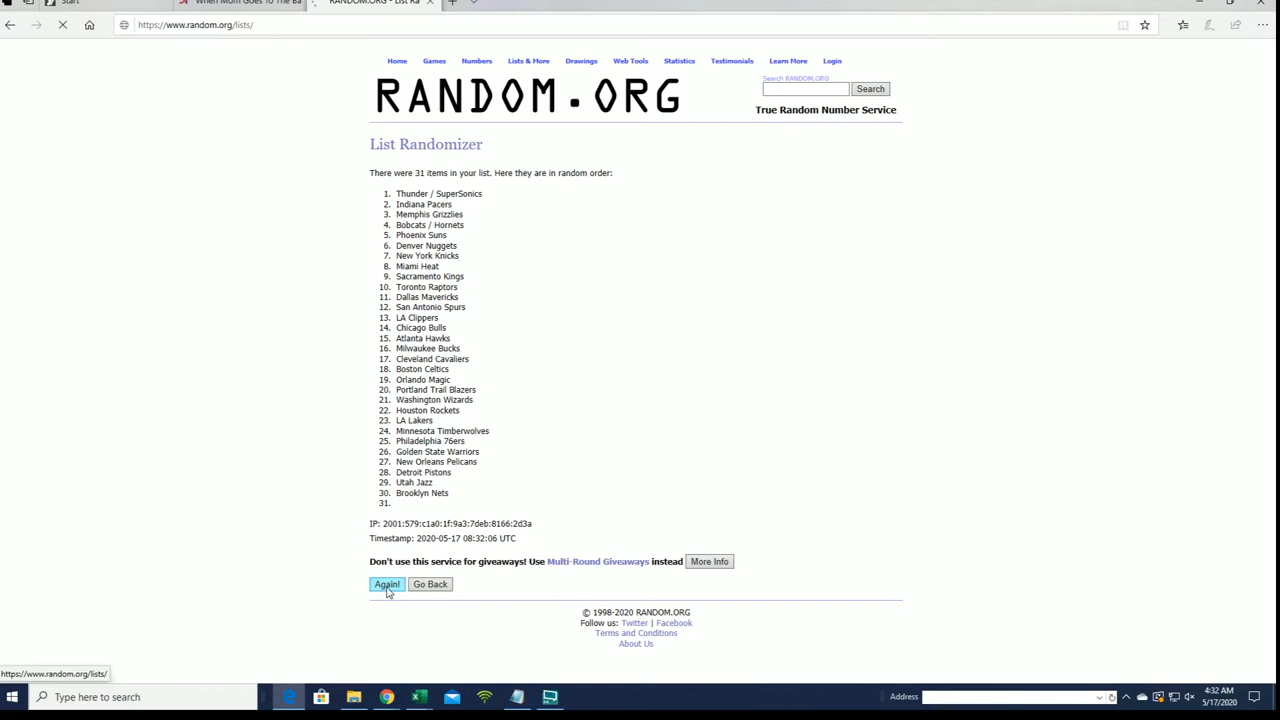 Start
When Mom Goes To The Ba
RANDOM.ORG - List Ra
https://www.random.org/lists/
Home Games Numbers Lists & More Drawings Web Tools Statistics Testimonials Learn More Login
RANDOM.ORG
Search RANDOM.ORG
Search
True Random Number Service
List Randomizer
There were 31 items in your list. Here they are in random order:
1. Thunder / SuperSonics
2. Indiana Pacers
3. Memphis Grizzlies
4. Bobcats / Hornets
5. Phoenix Suns
6. Denver Nuggets
7. New York Knicks
8. Miami Heat
9. Sacramento Kings
10. Toronto Raptors
11. Dallas Mavericks
12. San Antonio Spurs
13. LA Clippers
14. Chicago Bulls
15. Atlanta Hawks
16. Milwaukee Bucks
17. Cleveland Cavaliers
18. Boston Celtics
19. Orlando Magic
20. Portland Trail Blazers
21. Washington Wizards
22. Houston Rockets
23. LA Lakers
24. Minnesota Timberwolves
25. Philadelphia 76ers
26. Golden State Warriors
27. New Orleans Pelicans
28. Detroit Pistons
29. Utah Jazz
30. Brooklyn Nets
31.
IP: 2001:579:c1a0:1f:9a3:7deb:8166:2d3a
Timestamp: 2020-05-17 08:32:06 UTC
Don't use this service for giveaways! Use Multi-Round Giveaways instead More Info
Again! Go Back
© 1998-2020 RANDOM.ORG
Follow us: Twitter | Facebook
Terms and Conditions
About Us
https://www.random.org/lists/
Type here to search
Address
4:32 AM
5/17/2020